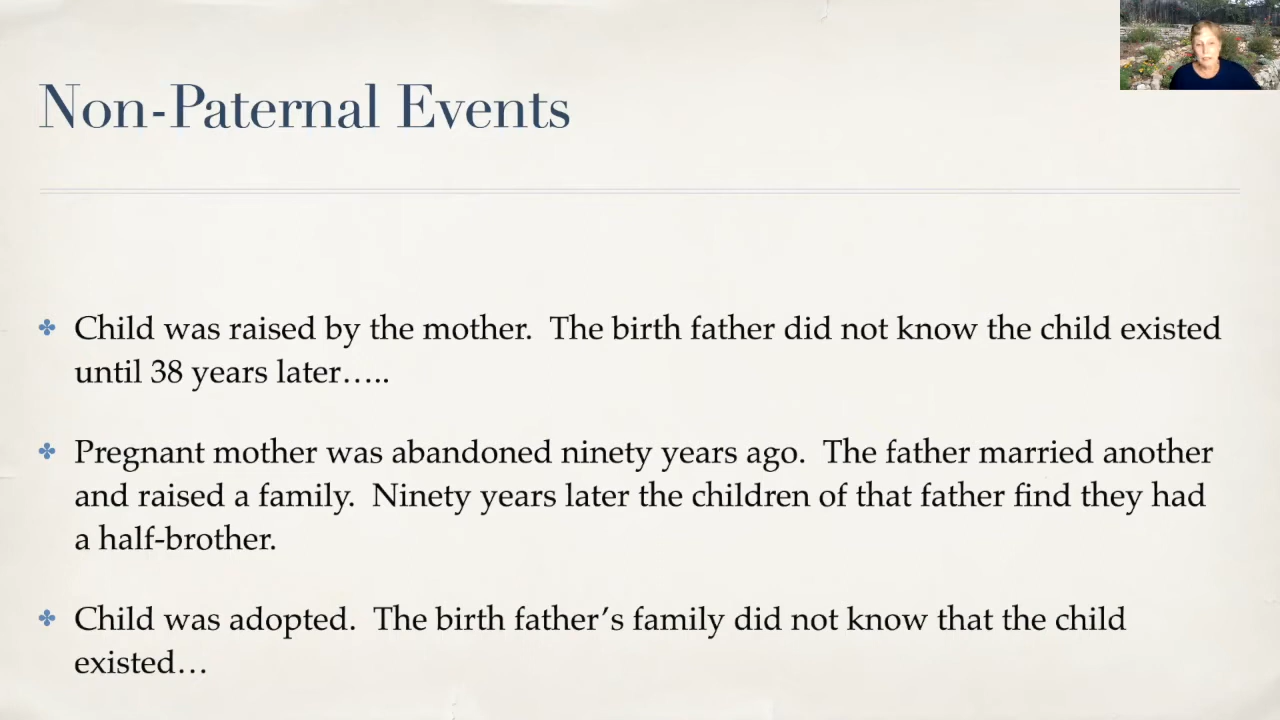 Non-Paternal Events
Child was raised by the mother.  The birth father did not know the child existed
until 38 years later…..
Pregnant mother was abandoned ninety years ago.  The father married another
and raised a family.  Ninety years later the children of that father find they had
a half-brother.
Child was adopted.  The birth father’s family did not know that the child
existed…